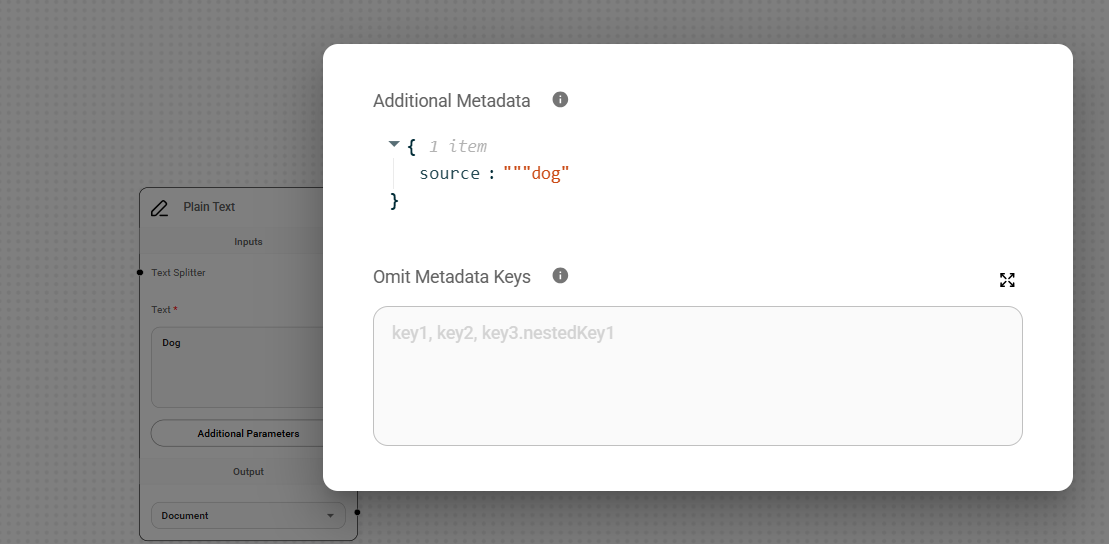 Additional Metadata
{ 1 item
source : """dog"
}
Omit Metadata Keys
key1, key2, key3.nestedKey1
Plain Text
Inputs
Text Splitter
Text *
Dog
Additional Parameters
Output
Document